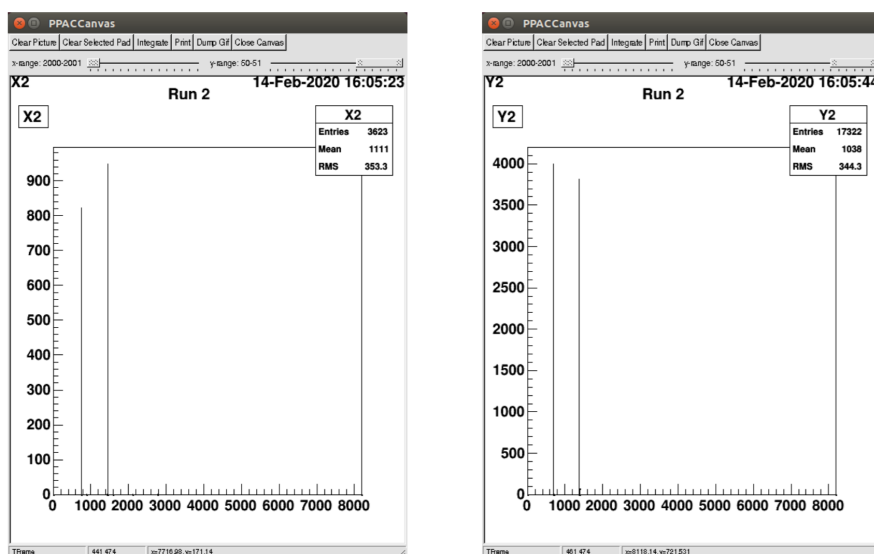 PPACCanvas
Clear Picture Clear Selected Pad Integrate Print Dump Gif Close Canvas
x-range: 2000-2001 y-range: 50-51
X2 14-Feb-2020 16:05:23
Run 2
X2
X2
Entries 3623
Mean 1111
RMS 353.3
900
800
700
600
500
400
300
200
100
0
0 1000 2000 3000 4000 5000 6000 7000 8000
TFrame 441 474 x=7716.98, y=171.14
PPACCanvas
Clear Picture Clear Selected Pad Integrate Print Dump Gif Close Canvas
x-range: 2000-2001 y-range: 50-51
Y2 14-Feb-2020 16:05:44
Run 2
Y2
Y2
Entries 17322
Mean 1038
RMS 344.3
4000
3500
3000
2500
2000
1500
1000
500
0
0 1000 2000 3000 4000 5000 6000 7000 8000
TFrame 461 474 x=8118.14, y=721.531